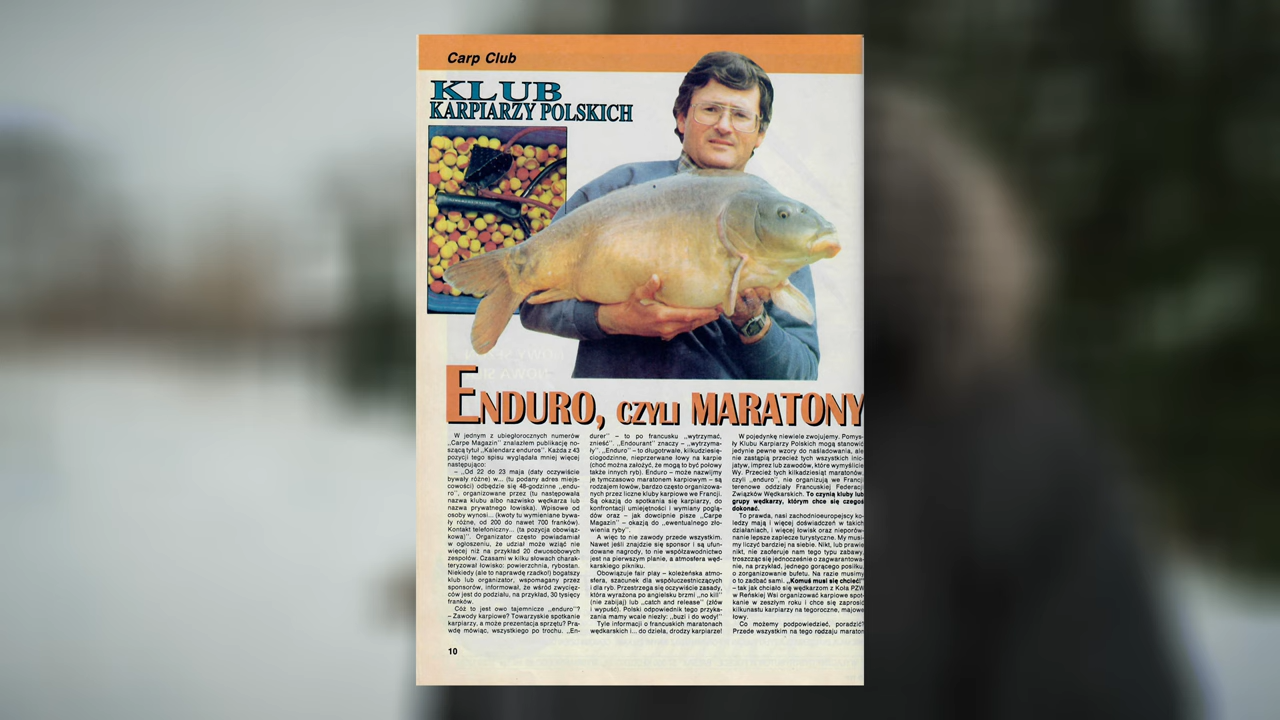 Carp Club
KLUB
KARPIARZY POLSKICH
ENDURO, CZYLI MARATONY
W jednym z ubiegłorocznych numerów
„Carpe Magazin" znalazłem publikację no-
szącą tytuł „Kalendarz enduros". Każda z 43
pozycji tego spisu wyglądała mniej więcej
następująco:
– „Od 22 do 23 maja (daty oczywiście
bywały różne) w... (tu podany adres miejs-
cowości) odbędzie się 48-godzinne „endu-
ro", organizowane przez (tu następowała
nazwa klubu albo nazwisko wędkarza lub
nazwa prywatnego łowiska). Wpisowe od
osoby wynosi... (kwoty tu wymieniane bywa-
ły różne, od 200 do nawet 700 franków).
Kontakt telefoniczny... (ta pozycja obowiąz-
kowa)". Organizator często powiadamiał
w ogłoszeniu, że udział może wziąć nie
więcej niż na przykład 20 dwuosobowych
zespołów. Czasami w kilku słowach charak-
teryzował łowisko: powierzchnia, rybostan.
Niekiedy (ale to naprawdę rzadko!) bogatszy
klub lub organizator, wspomagany przez
sponsorów, informował, że wśród zwycięz-
ców jest do podziału, na przykład, 30 tysięcy
franków.
Cóż to jest owo tajemnicze „enduro"?
– Zawody karpiowe? Towarzyskie spotkanie
karpiarzy, a może prezentacja sprzętu? Pra-
wdę mówiąc, wszystkiego po trochu. „En-
durer" – to po francusku „wytrzymać,
znieść". „Endourant" znaczy – „wytrzyma-
ły". „Enduro" – to długotrwałe, kilkudziesię-
ciogodzinne, nieprzerwane łowy na karpie
(choć można założyć, że mogą to być połowy
także innych ryb). Enduro – może nazwijmy
je tymczasowo maratonem karpiowym – są
rodzajem łowów, bardzo często organizowa-
nych przez liczne kluby karpiowe we Francji.
Są okazją do spotkania się karpiarzy, do
konfrontacji umiejętności i wymiany poglą-
dów oraz – jak dowcipnie pisze „Carpe
Magazin" – okazją do „ewentualnego zło-
wienia ryby".
A więc to nie zawody przede wszystkim.
Nawet jeśli znajdzie się sponsor i są ufun-
dowane nagrody, to nie współzawodnictwo
jest na pierwszym planie, a atmosfera węd-
karskiego pikniku.
Obowiązuje fair play – koleżeńska atmo-
sfera, szacunek dla współuczestniczących
i dla ryb. Przestrzega się oczywiście zasady,
która wyrażona po angielsku brzmi „no kill"
(nie zabijaj) lub „catch and release" (złów
i wypuść). Polski odpowiednik tego przyka-
zania mamy wcale niezły: „buzi i do wody!"
Tyle informacji o francuskich maratonach
wędkarskich i... do dzieła, drodzy karpiarze!
W pojedynkę niewiele zwojujemy. Pomys-
ły Klubu Karpiarzy Polskich mogą stanowić
jedynie pewne wzory do naśladowania, ale
nie zastąpią przecież tych wszystkich inic-
jatyw, imprez lub zawodów, które wymyślicie
Wy. Przecież tych kilkadziesiąt maratonów,
czyli „enduro", nie organizują we Francji
terenowe oddziały Francuskiej Federacji
Związków Wędkarskich. To czynią kluby lub
grupy wędkarzy, którym chce się czegoś
dokonać.
To prawda, nasi zachodnioeuropejscy ko-
ledzy mają i więcej doświadczeń w takich
działaniach, i więcej łowisk oraz nieporów-
nanie lepsze zaplecze turystyczne. My musi-
my liczyć bardziej na siebie. Nikt, lub prawie
nikt, nie zaoferuje nam tego typu zabawy,
troszcząc się jednocześnie o zagwarantowa-
nie, na przykład, jednego gorącego posiłku,
o zorganizowanie bufetu. Na razie musimy
o to zadbać sami. „Komuś musi się chcieć!"
– tak jak chciało się wędkarzom z Koła PZW
w Reńskiej Wsi organizować karpiowe spot-
kanie w zeszłym roku i chce się zaprosić
kilkunastu karpiarzy na tegoroczne, majowe
łowy.
Co możemy podpowiedzieć, poradzić?
Przede wszystkim na tego rodzaju maraton
10